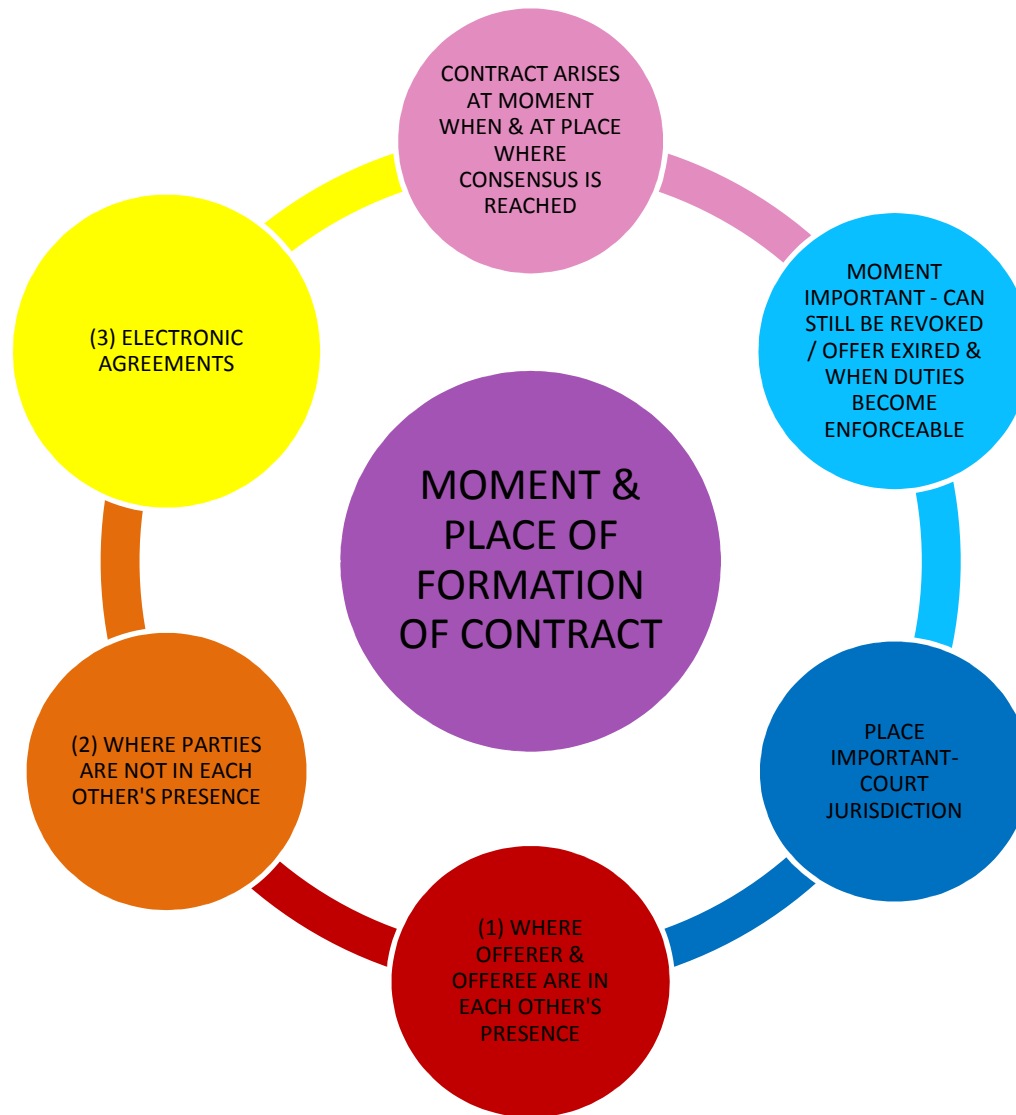 CONTRACT ARISES
AT MOMENT
WHEN & AT PLACE
WHERE
CONSENSUS IS
REACHED
MOMENT
IMPORTANT - CAN
STILL BE REVOKED
/ OFFER EXIRED &
WHEN DUTIES
BECOME
ENFORCEABLE
PLACE
IMPORTANT-
COURT
JURISDICTION
(1) WHERE
OFFERER &
OFFEREE ARE IN
EACH OTHER'S
PRESENCE
(2) WHERE PARTIES
ARE NOT IN EACH
OTHER'S PRESENCE
(3) ELECTRONIC
AGREEMENTS
MOMENT &
PLACE OF
FORMATION
OF CONTRACT